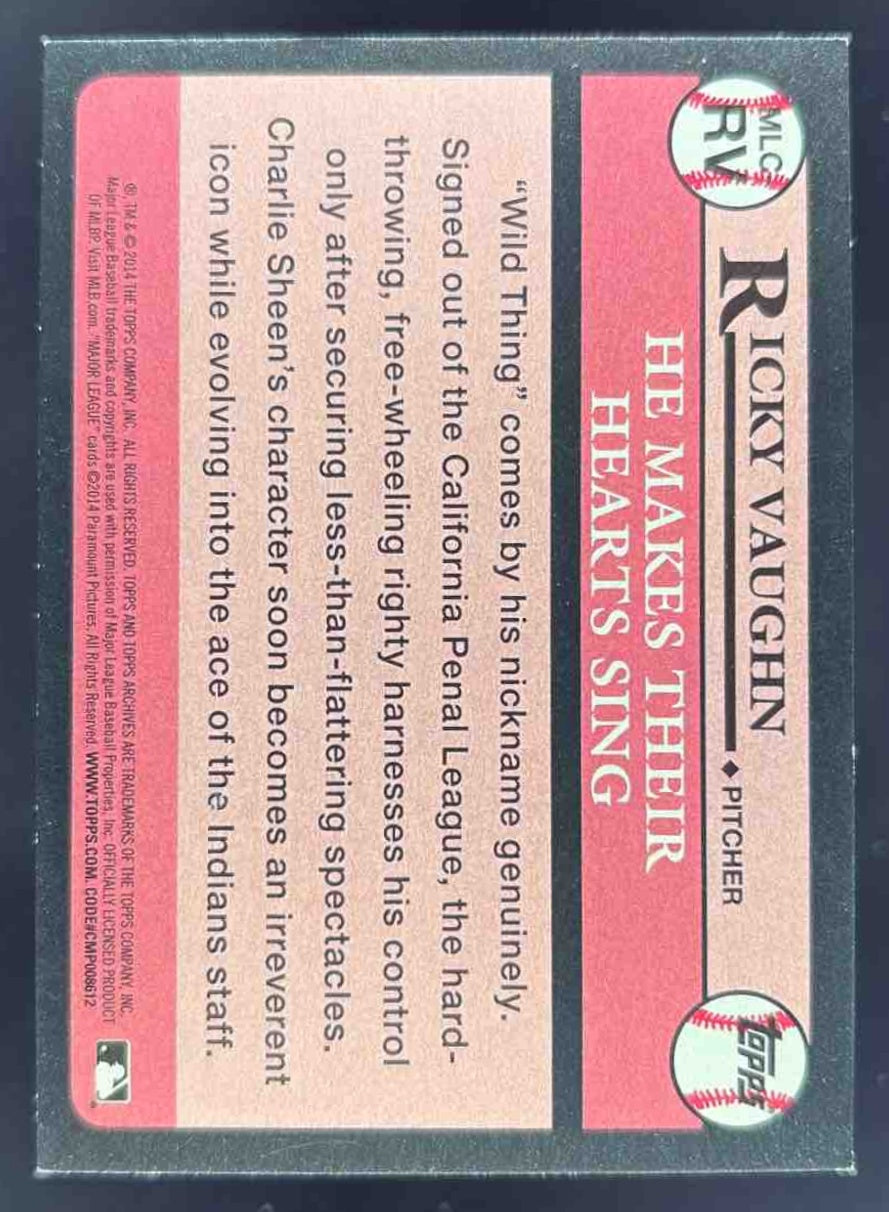 MLC
RV
RICKY VAUGHN
◆ PITCHER
topps
HE MAKES THEIR
HEARTS SING
“Wild Thing” comes by his nickname genuinely.
Signed out of the California Penal League, the hard-
throwing, free-wheeling righty harnesses his control
only after securing less-than-flattering spectacles.
Charlie Sheen’s character soon becomes an irreverent
icon while evolving into the ace of the Indians staff.
®, TM & © 2014 THE TOPPS COMPANY, INC. ALL RIGHTS RESERVED. TOPPS AND TOPPS ARCHIVES ARE TRADEMARKS OF THE TOPPS COMPANY, INC.
Major League Baseball trademarks and copyrights are used with permission of Major League Baseball Properties, Inc. OFFICIALLY LICENSED PRODUCT
OF MLBP. Visit MLB.com. "MAJOR LEAGUE" cards ©2014 Paramount Pictures. All Rights Reserved. WWW.TOPPS.COM. CODE#CMP008612